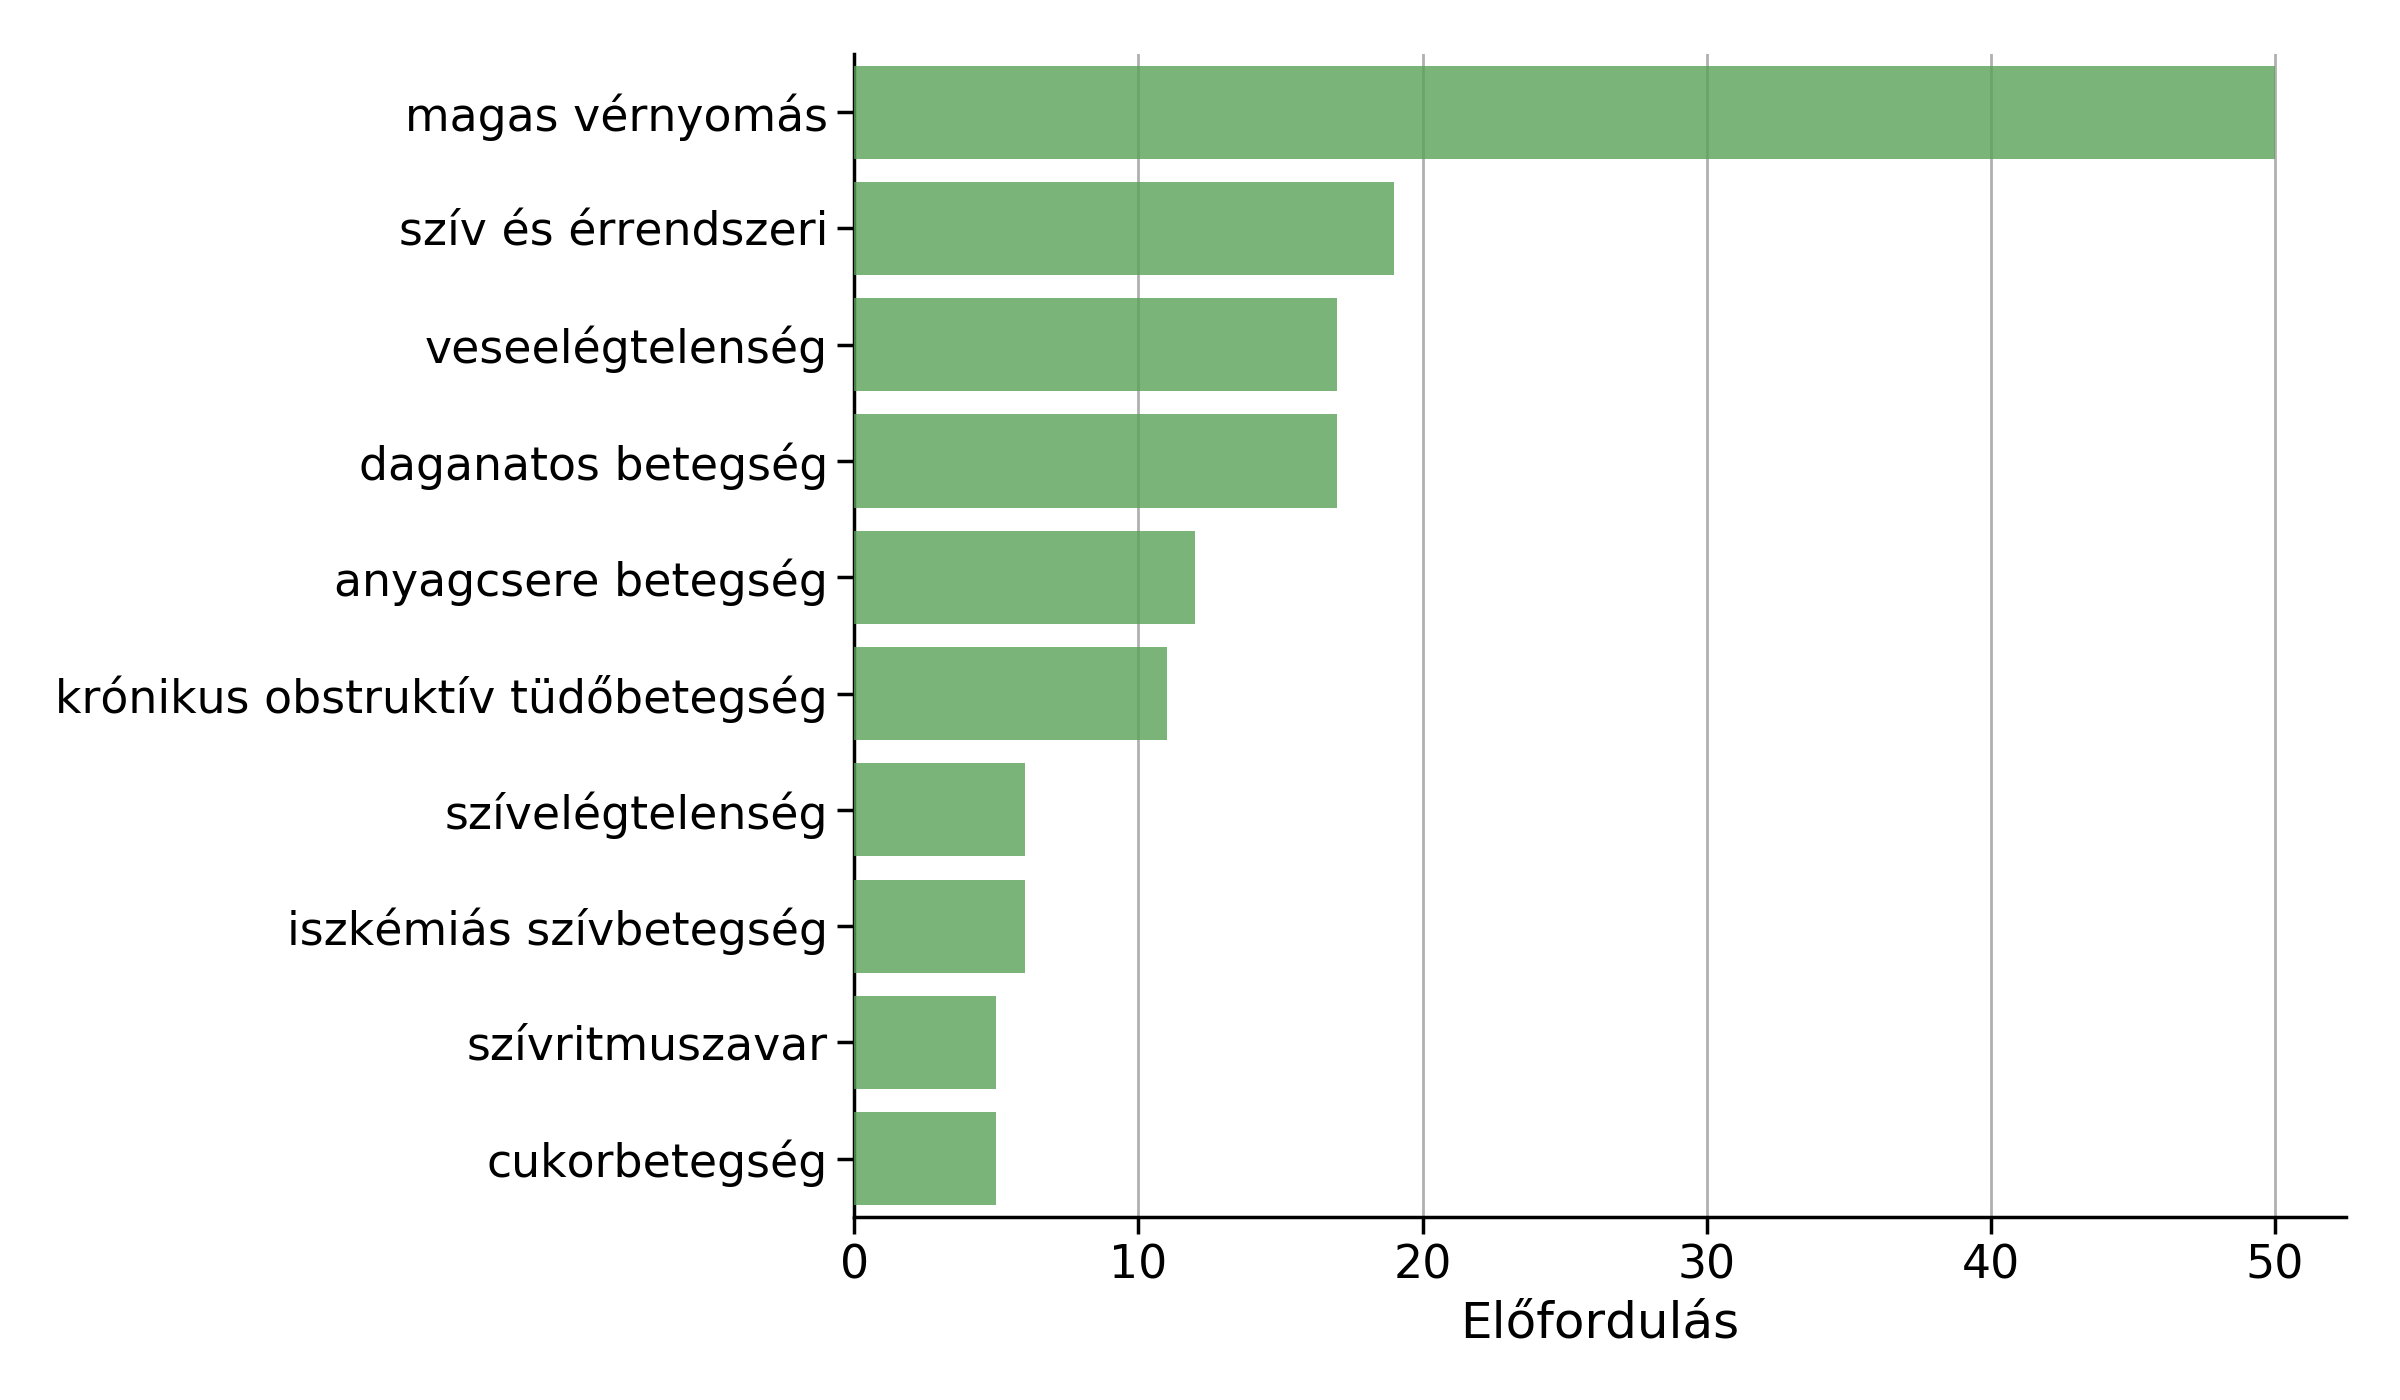 magas vérnyomás
szív és érrendszeri
veseelégtelenség
daganatos betegség
anyagcsere betegség
krónikus obstruktív tüdőbetegség
szívelégtelenség
iszkémiás szívbetegség
szívritmuszavar
cukorbetegség
0 10 20 30 40 50
Előfordulás